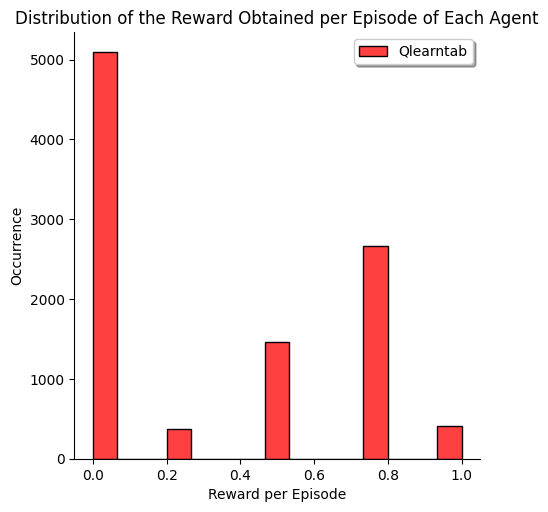 Distribution of the Reward Obtained per Episode of Each Agent
Qlearntab
5000
4000
3000
2000
1000
0
Occurrence
0.0 0.2 0.4 0.6 0.8 1.0
Reward per Episode